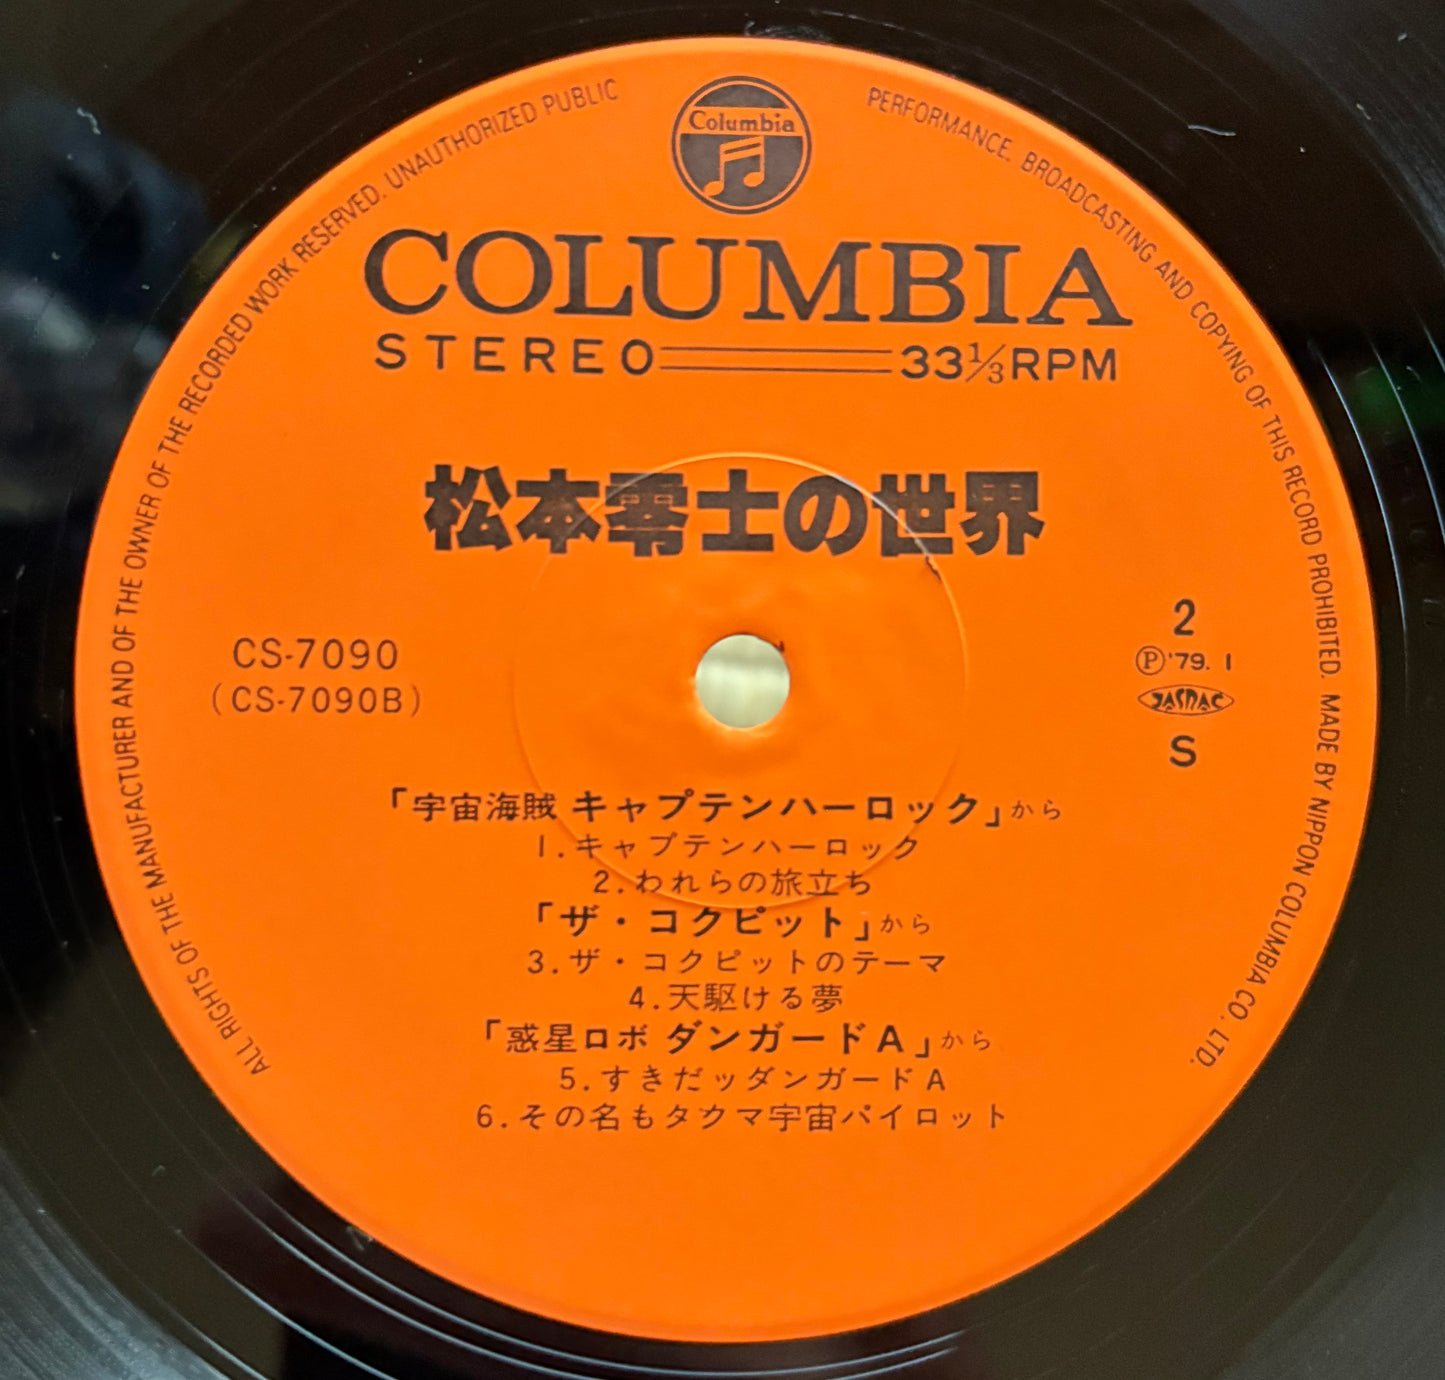 ALL RIGHTS OF THE MANUFACTURER AND OF THE OWNER OF THE RECORDED WORK RESERVED. UNAUTHORIZED PUBLIC PERFORMANCE. BROADCASTING AND COPYING OF THIS RECORD PROHIBITED. MADE BY NIPPON COLUMBIA CO. LTD.
Columbia
COLUMBIA
STEREO 33⅓RPM
松本零士の世界
CS-7090
(CS-7090B)
2
Ⓟ'79. 1
JASRAC
S
「宇宙海賊 キャプテンハーロック」から
1.キャプテンハーロック
2.われらの旅立ち
「ザ・コクピット」から
3.ザ・コクピットのテーマ
4.天駆ける夢
「惑星ロボ ダンガードA」から
5.すきだッダンガードA
6.その名もタクマ宇宙パイロット